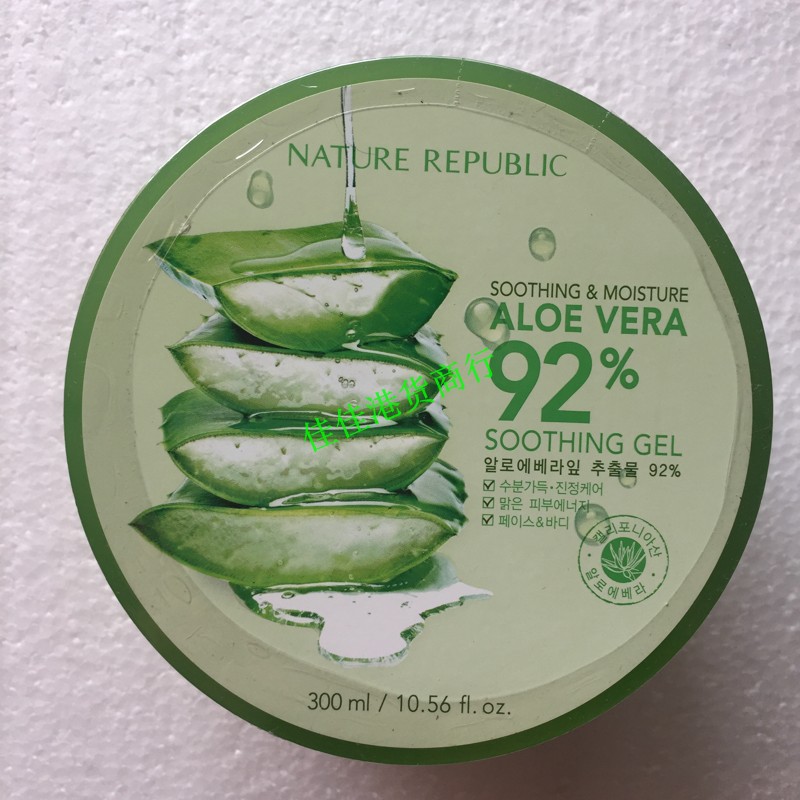 NATURE REPUBLIC
SOOTHING & MOISTURE
ALOE VERA
92%
SOOTHING GEL
알로에베라잎 추출물 92%
수분가득·진정케어
맑은 피부에너지
페이스&바디
캘리포니아산
알로에베라
300 ml / 10.56 fl. oz.
佳佳港货商行